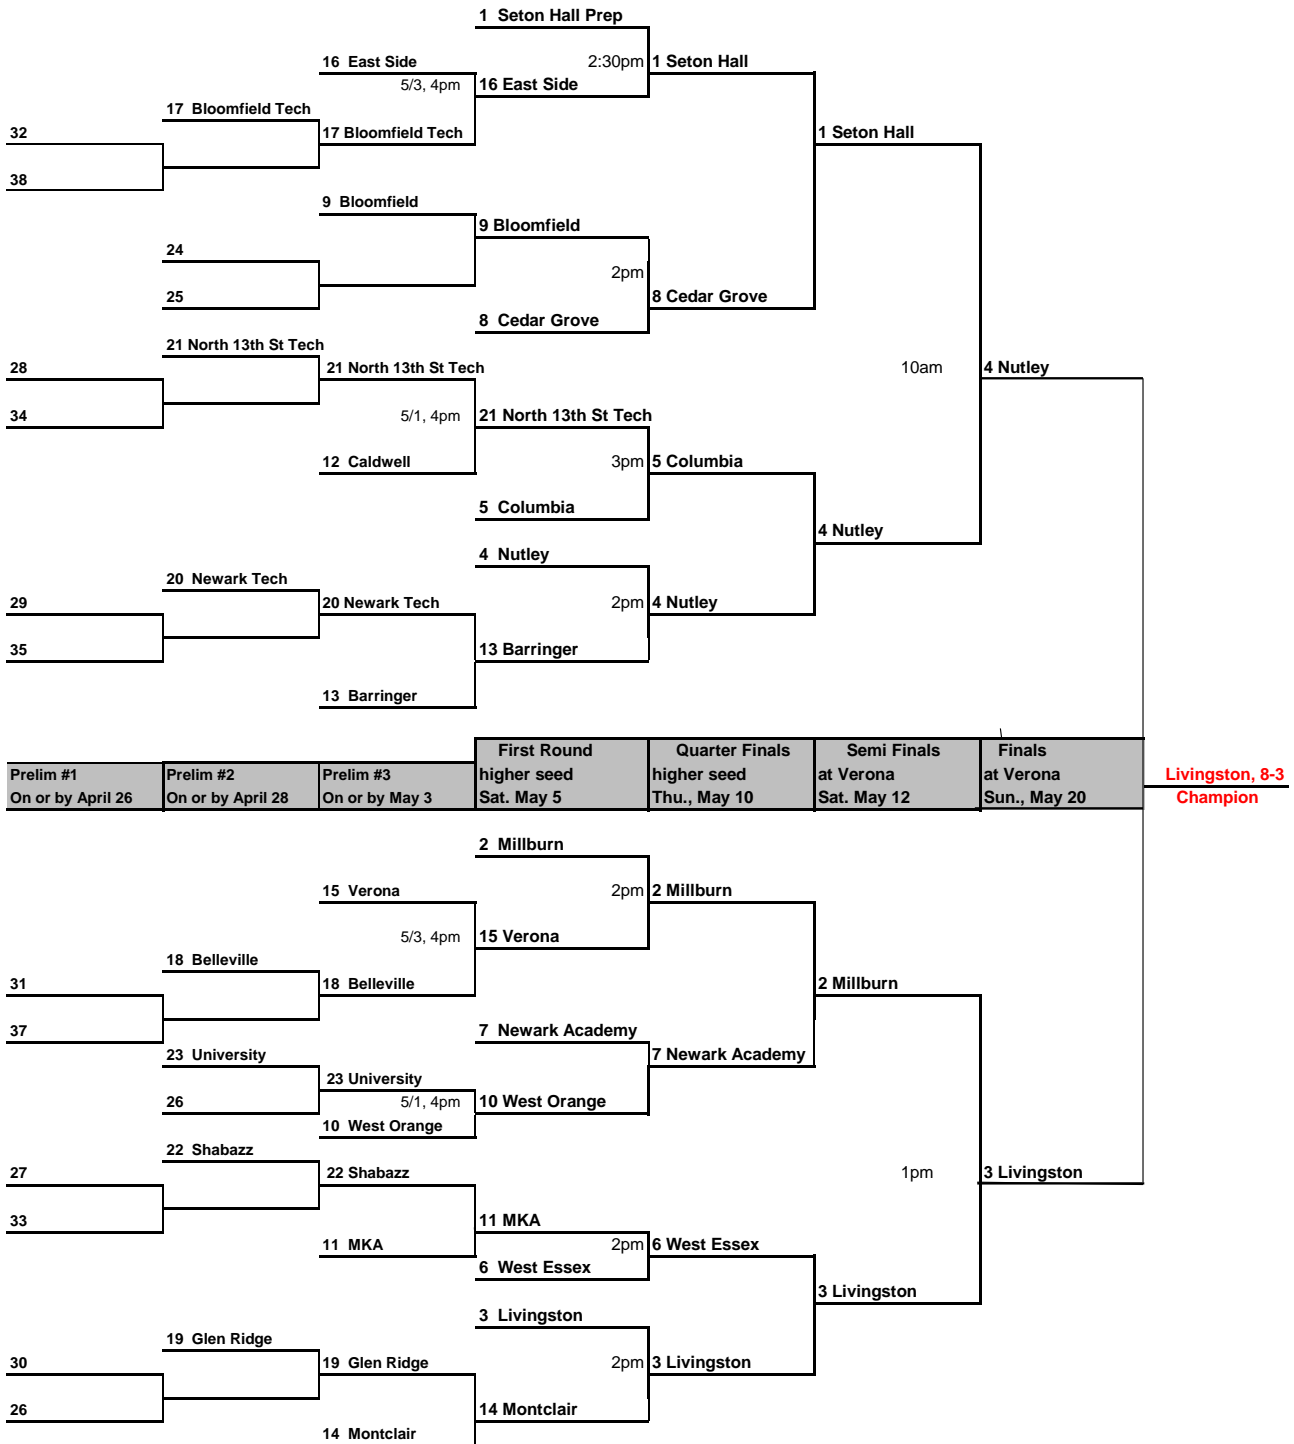 1 Seton Hall Prep
16 East Side
2:30pm
1 Seton Hall
5/3, 4pm
16 East Side
17 Bloomfield Tech
32
17 Bloomfield Tech
1 Seton Hall
38
9 Bloomfield
9 Bloomfield
24
2pm
25
8 Cedar Grove
8 Cedar Grove
21 North 13th St Tech
28
21 North 13th St Tech
10am
4 Nutley
34
5/1, 4pm
21 North 13th St Tech
12 Caldwell
3pm
5 Columbia
5 Columbia
4 Nutley
4 Nutley
20 Newark Tech
29
20 Newark Tech
2pm
4 Nutley
35
13 Barringer
13 Barringer
First Round
Quarter Finals
Semi Finals
Finals
Prelim #1
Prelim #2
Prelim #3
higher seed
higher seed
at Verona
at Verona
Livingston, 8-3
On or by April 26
On or by April 28
On or by May 3
Sat. May 5
Thu., May 10
Sat. May 12
Sun., May 20
Champion
2 Millburn
15 Verona
2pm
2 Millburn
5/3, 4pm
15 Verona
18 Belleville
31
18 Belleville
2 Millburn
37
7 Newark Academy
23 University
7 Newark Academy
23 University
26
5/1, 4pm
10 West Orange
10 West Orange
22 Shabazz
27
22 Shabazz
1pm
3 Livingston
33
11 MKA
11 MKA
2pm
6 West Essex
6 West Essex
3 Livingston
3 Livingston
19 Glen Ridge
30
19 Glen Ridge
2pm
3 Livingston
26
14 Montclair
14 Montclair